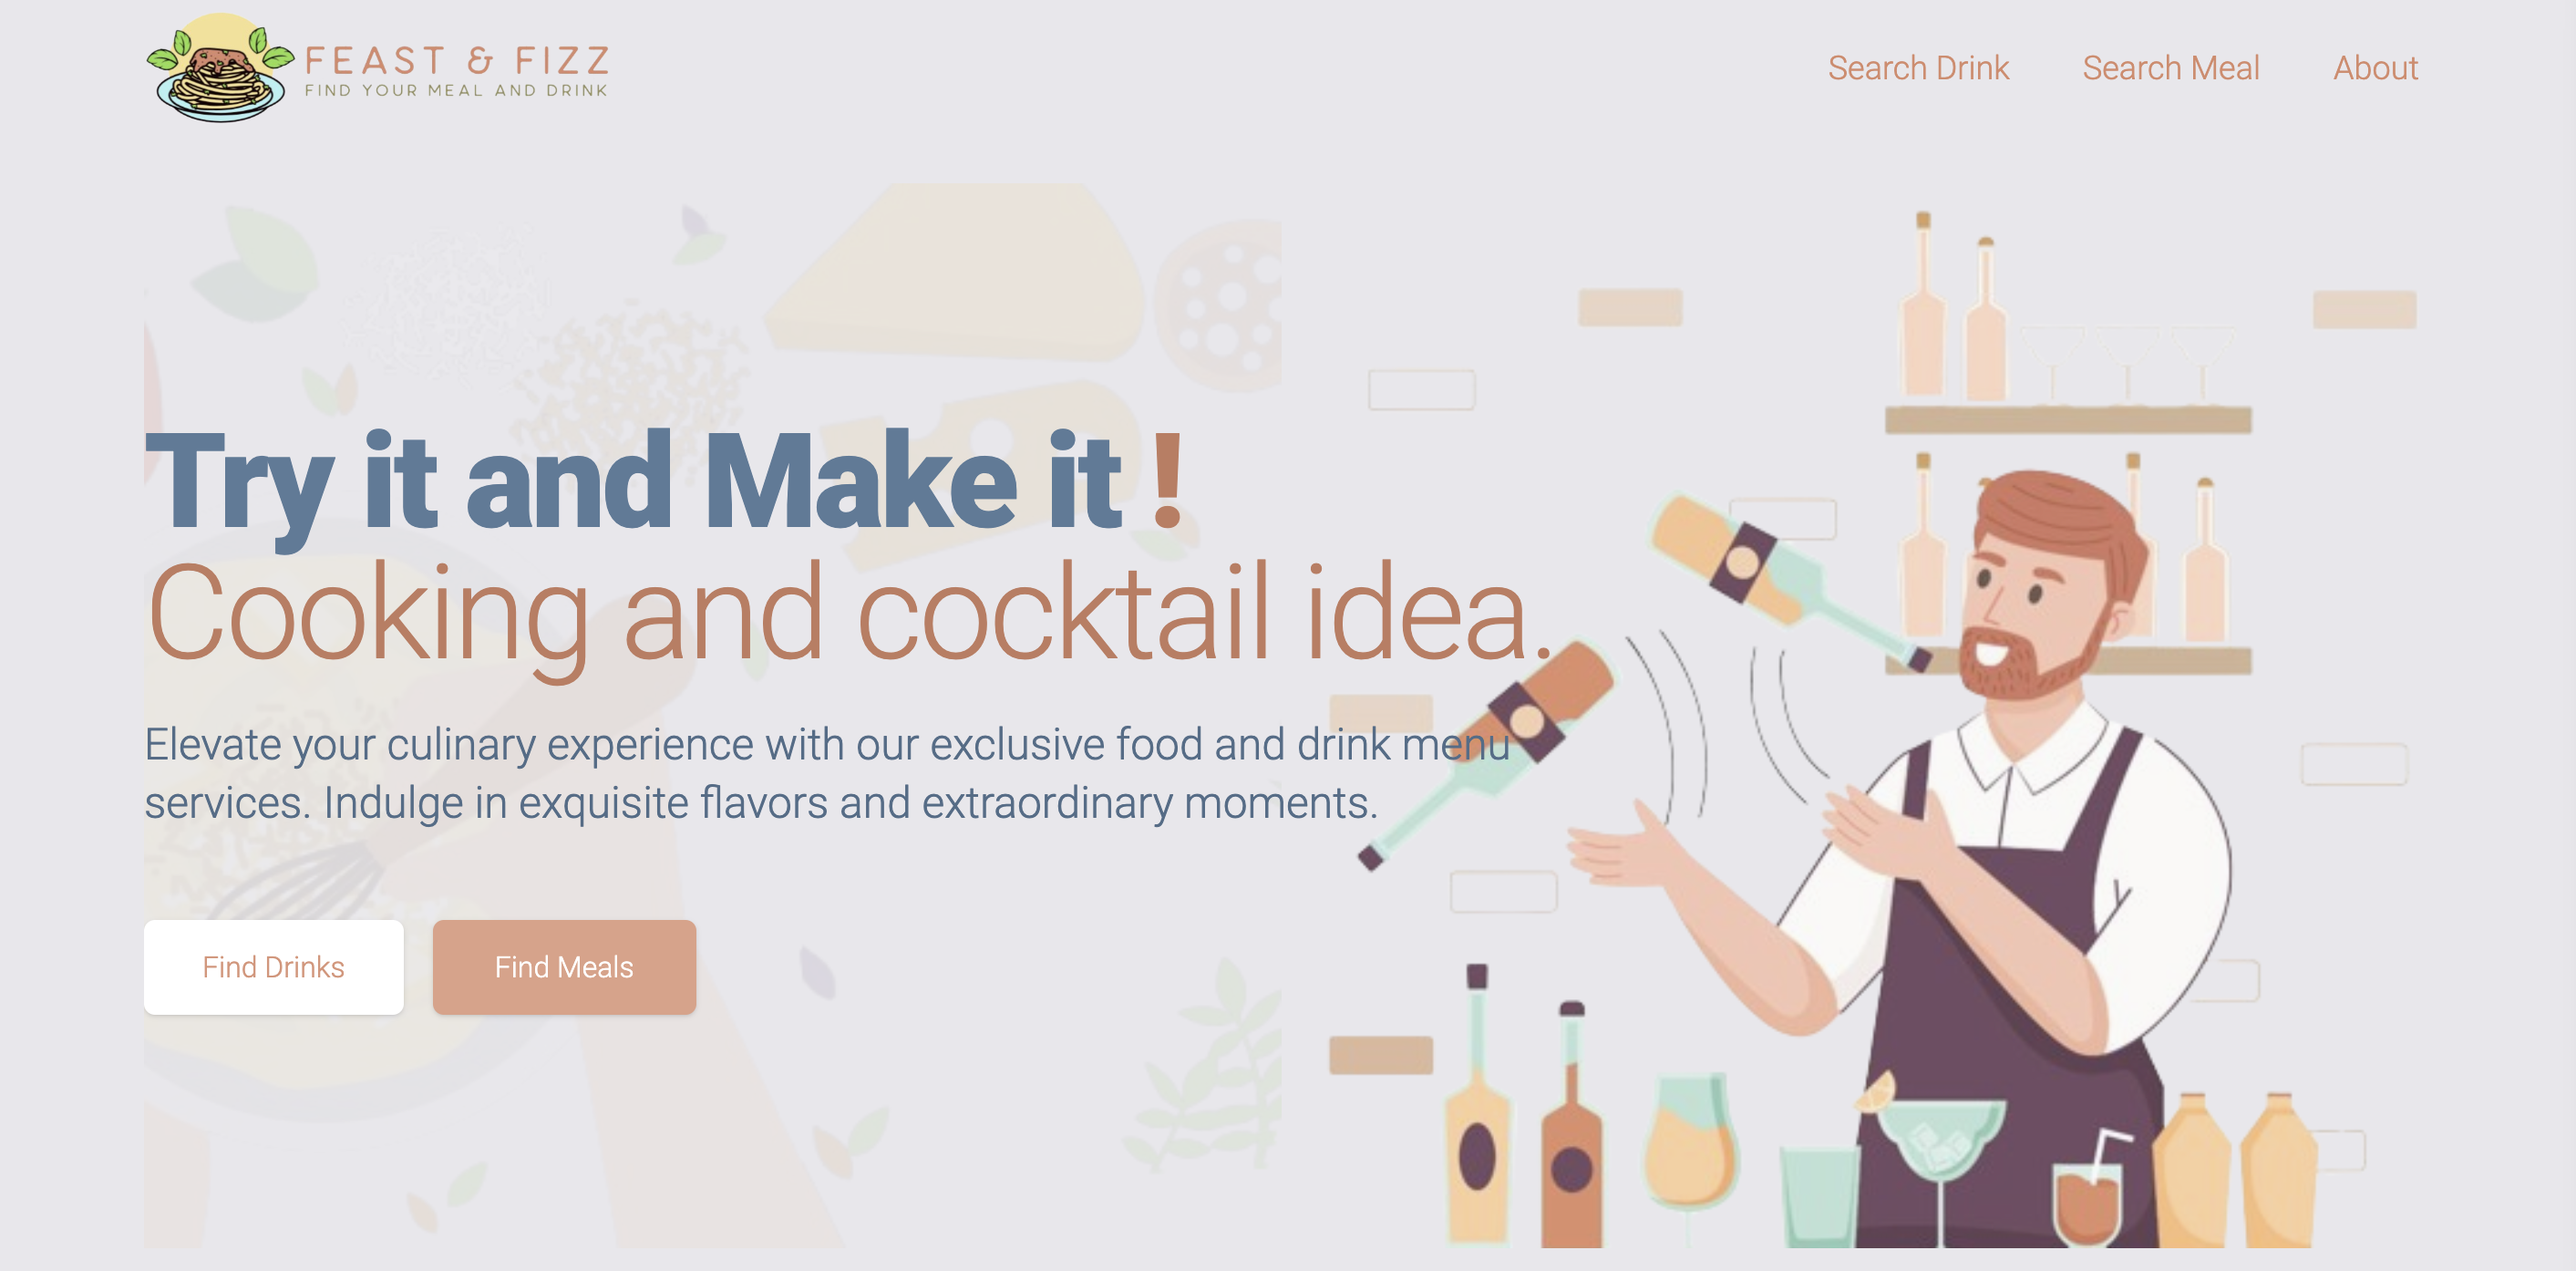 FEAST & FIZZ
FIND YOUR MEAL AND DRINK
Search Drink
Search Meal
About
Try it and Make it !
Cooking and cocktail idea.
Elevate your culinary experience with our exclusive food and drink menu
services. Indulge in exquisite flavors and extraordinary moments.
Find Drinks
Find Meals